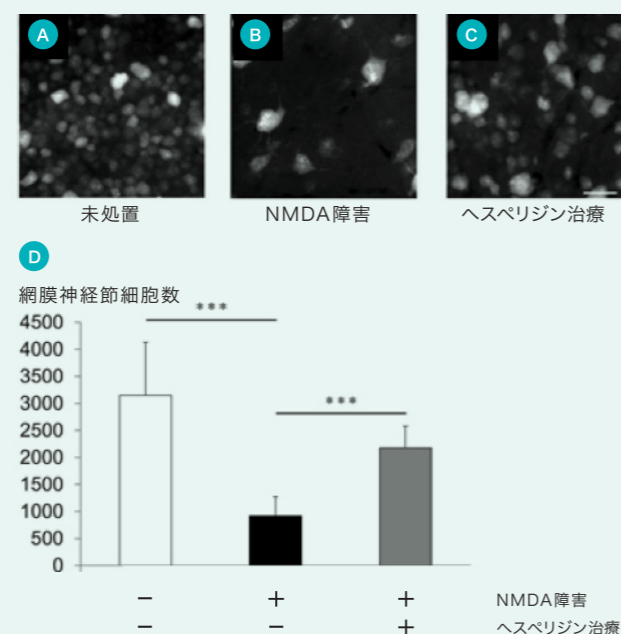 A B C
未処置 NMDA障害 ヘスペリジン治療
D
網膜神経節細胞数
***
4500
4000
3500
3000
***
2500
2000
1500
1000
500
0
− + + NMDA障害
− − + ヘスペリジン治療